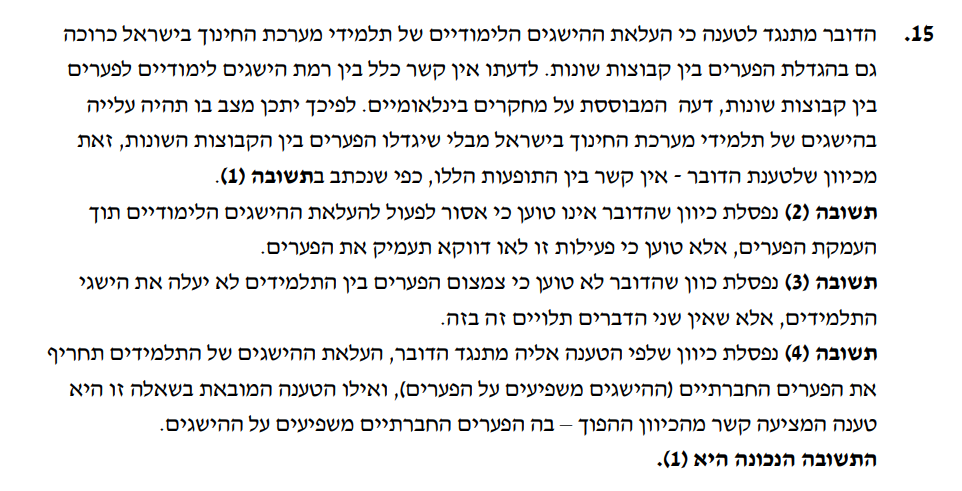 15. הדובר מתנגד לטענה כי העלאת ההישגים הלימודיים של תלמידי מערכת החינוך בישראל כרוכה
גם בהגדלת הפערים בין קבוצות שונות. לדעתו אין קשר כלל בין רמת הישגים לימודיים לפערים
בין קבוצות שונות, דעה המבוססת על מחקרים בינלאומיים. לפיכך יתכן מצב בו תהיה עלייה
בהישגים של תלמידי מערכת החינוך בישראל מבלי שיגדלו הפערים בין הקבוצות השונות, זאת
מכיוון שלטענת הדובר - אין קשר בין התופעות הללו, כפי שנכתב בתשובה (1).
תשובה (2) נפסלת כיוון שהדובר אינו טוען כי אסור לפעול להעלאת ההישגים הלימודיים תוך
העמקת הפערים, אלא טוען כי פעילות זו לאו דווקא תעמיק את הפערים.
תשובה (3) נפסלת כוון שהדובר לא טוען כי צמצום הפערים בין התלמידים לא יעלה את הישגי
התלמידים, אלא שאין שני הדברים תלויים זה בזה.
תשובה (4) נפסלת כיוון שלפי הטענה אליה מתנגד הדובר, העלאת ההישגים של התלמידים תחריף
את הפערים החברתיים (ההישגים משפיעים על הפערים), ואילו הטענה המובאת בשאלה זו היא
טענה המציעה קשר מהכיוון ההפוך – בה הפערים החברתיים משפיעים על ההישגים.
התשובה הנכונה היא (1).